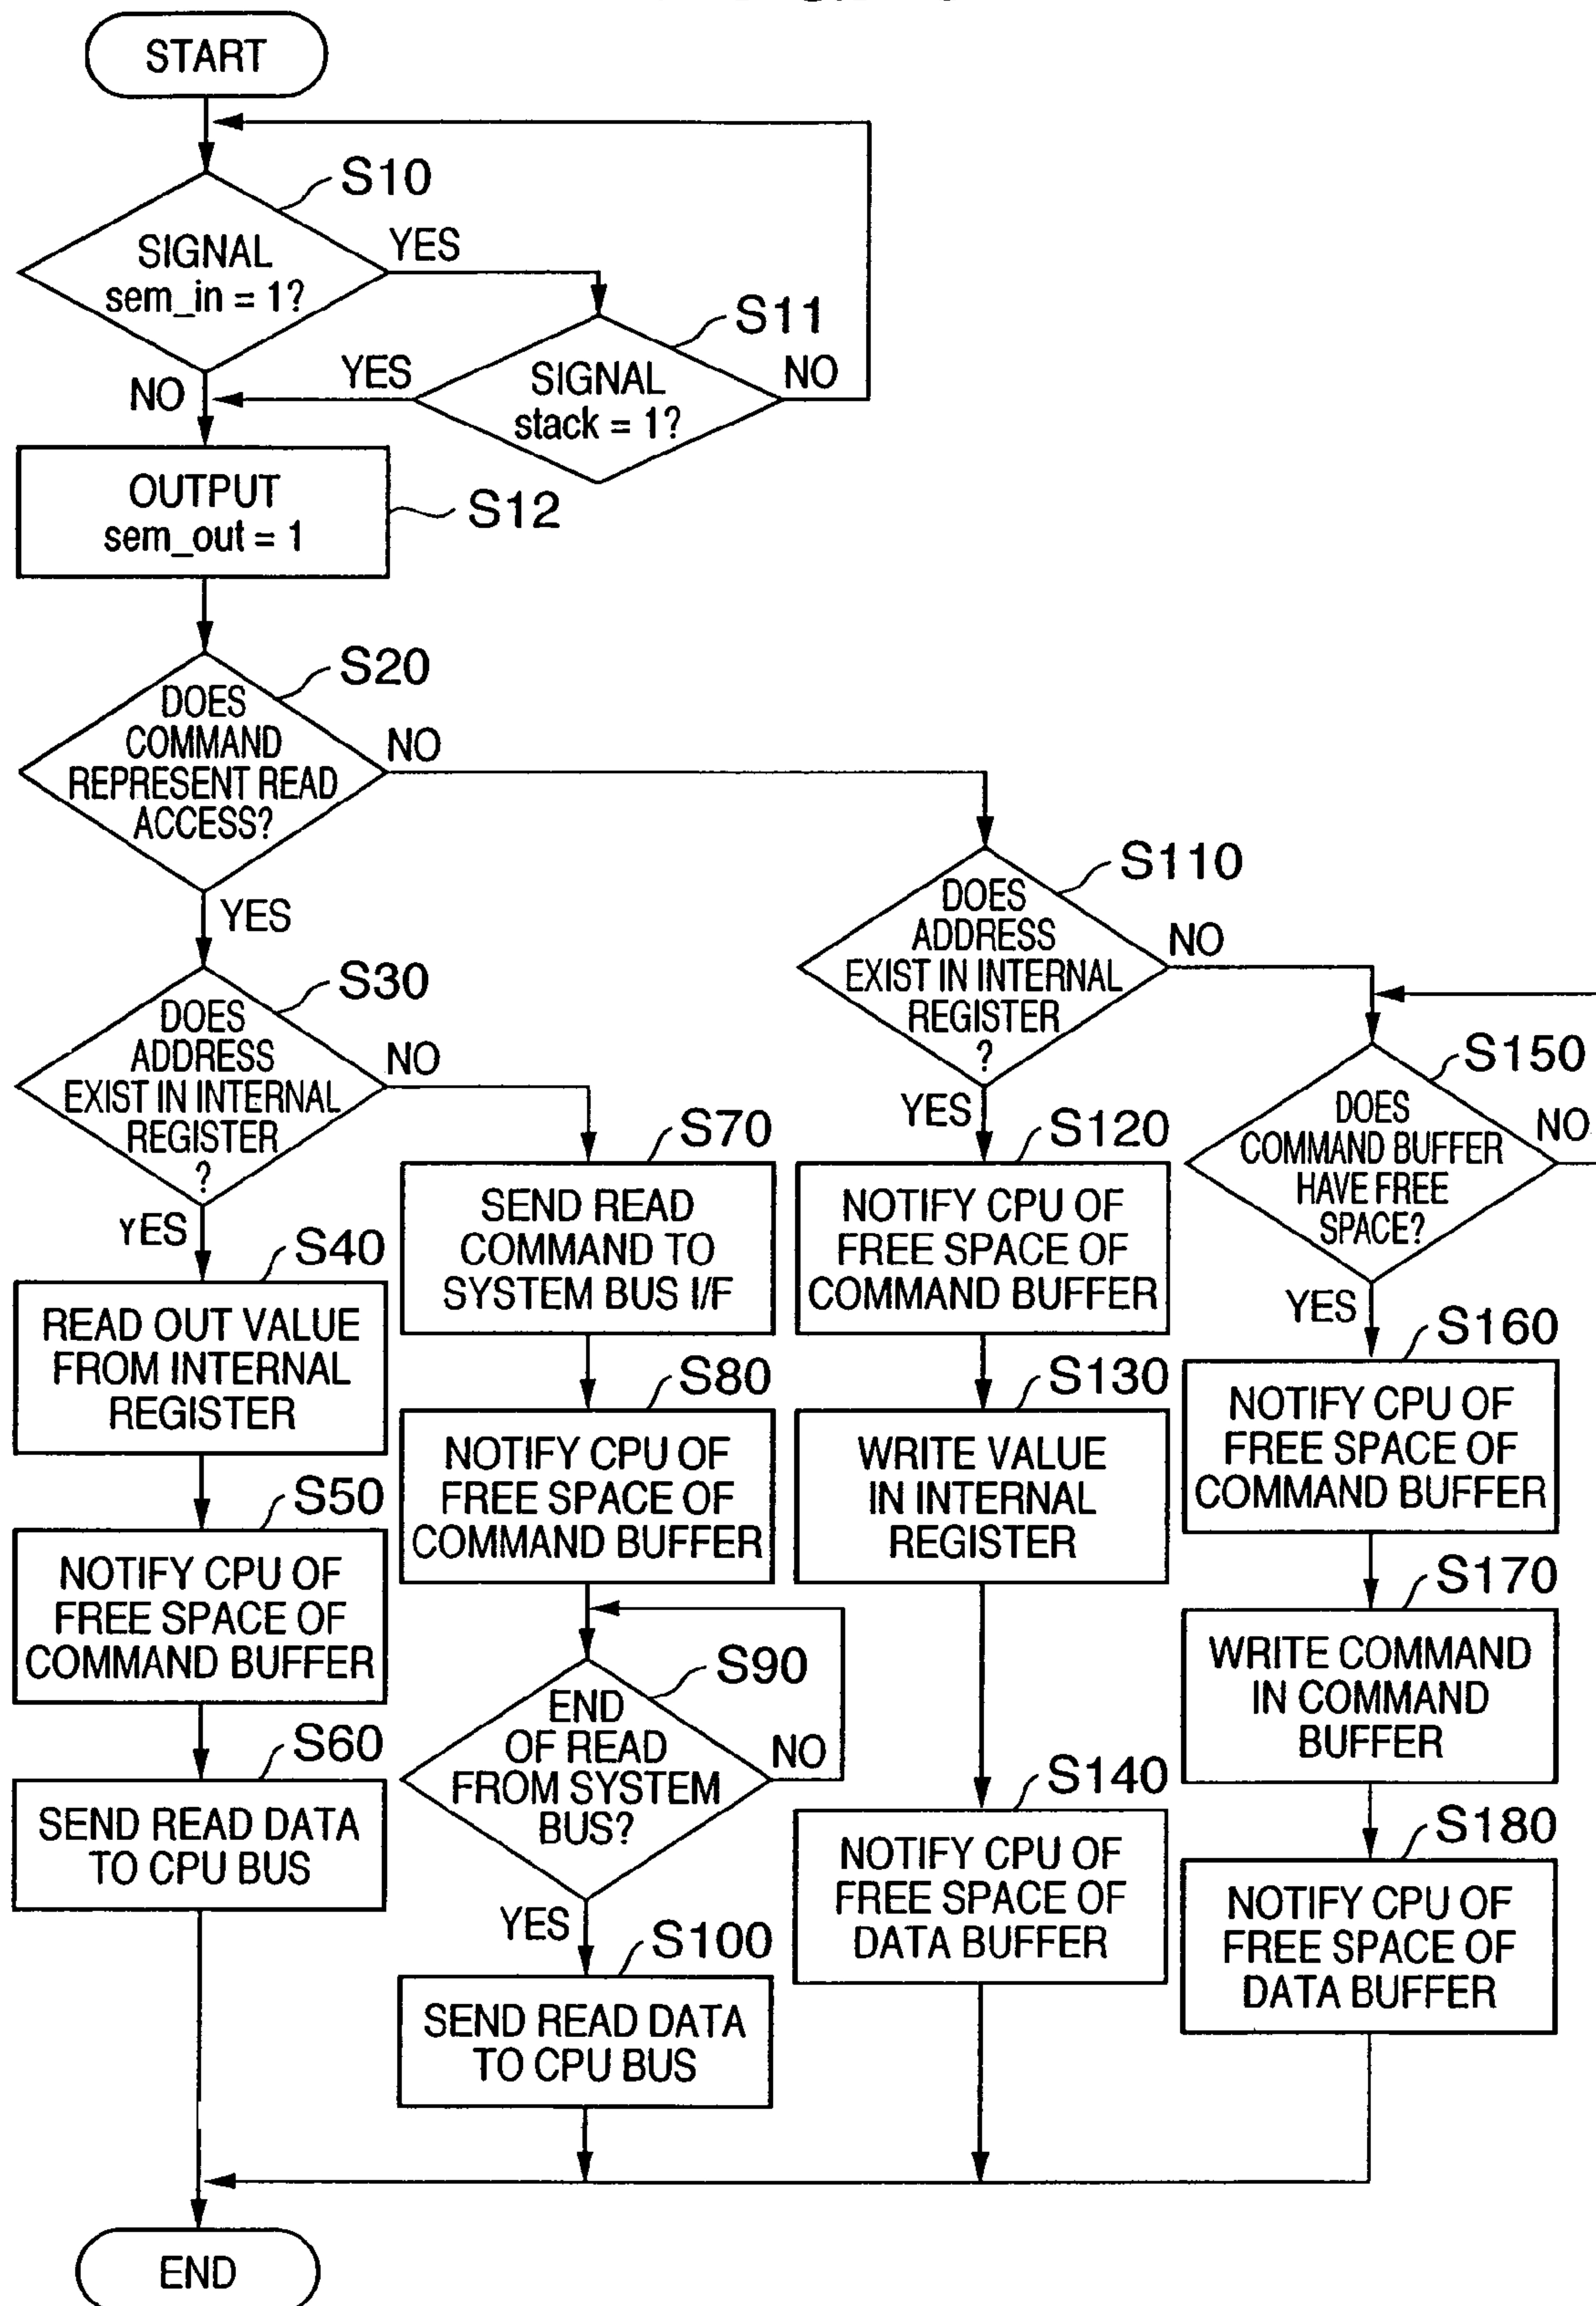 START
S10
SIGNAL
sem_in = 1?
YES
NO
S11
SIGNAL
stack = 1?
YES
NO
OUTPUT
sem_out = 1
S12
S20
DOES
COMMAND
REPRESENT READ
ACCESS?
NO
YES
S30
DOES
ADDRESS
EXIST IN INTERNAL
REGISTER
?
NO
YES
S40
READ OUT VALUE
FROM INTERNAL
REGISTER
S50
NOTIFY CPU OF
FREE SPACE OF
COMMAND BUFFER
S60
SEND READ DATA
TO CPU BUS
S70
SEND READ
COMMAND TO
SYSTEM BUS I/F
S80
NOTIFY CPU OF
FREE SPACE OF
COMMAND BUFFER
S90
END
OF READ
FROM SYSTEM
BUS?
NO
YES
S100
SEND READ DATA
TO CPU BUS
S110
DOES
ADDRESS
EXIST IN INTERNAL
REGISTER
?
NO
YES
S120
NOTIFY CPU OF
FREE SPACE OF
COMMAND BUFFER
S130
WRITE VALUE
IN INTERNAL
REGISTER
S140
NOTIFY CPU OF
FREE SPACE OF
DATA BUFFER
S150
DOES
COMMAND BUFFER
HAVE FREE
SPACE?
NO
YES
S160
NOTIFY CPU OF
FREE SPACE OF
COMMAND BUFFER
S170
WRITE COMMAND
IN COMMAND
BUFFER
S180
NOTIFY CPU OF
FREE SPACE OF
DATA BUFFER
END